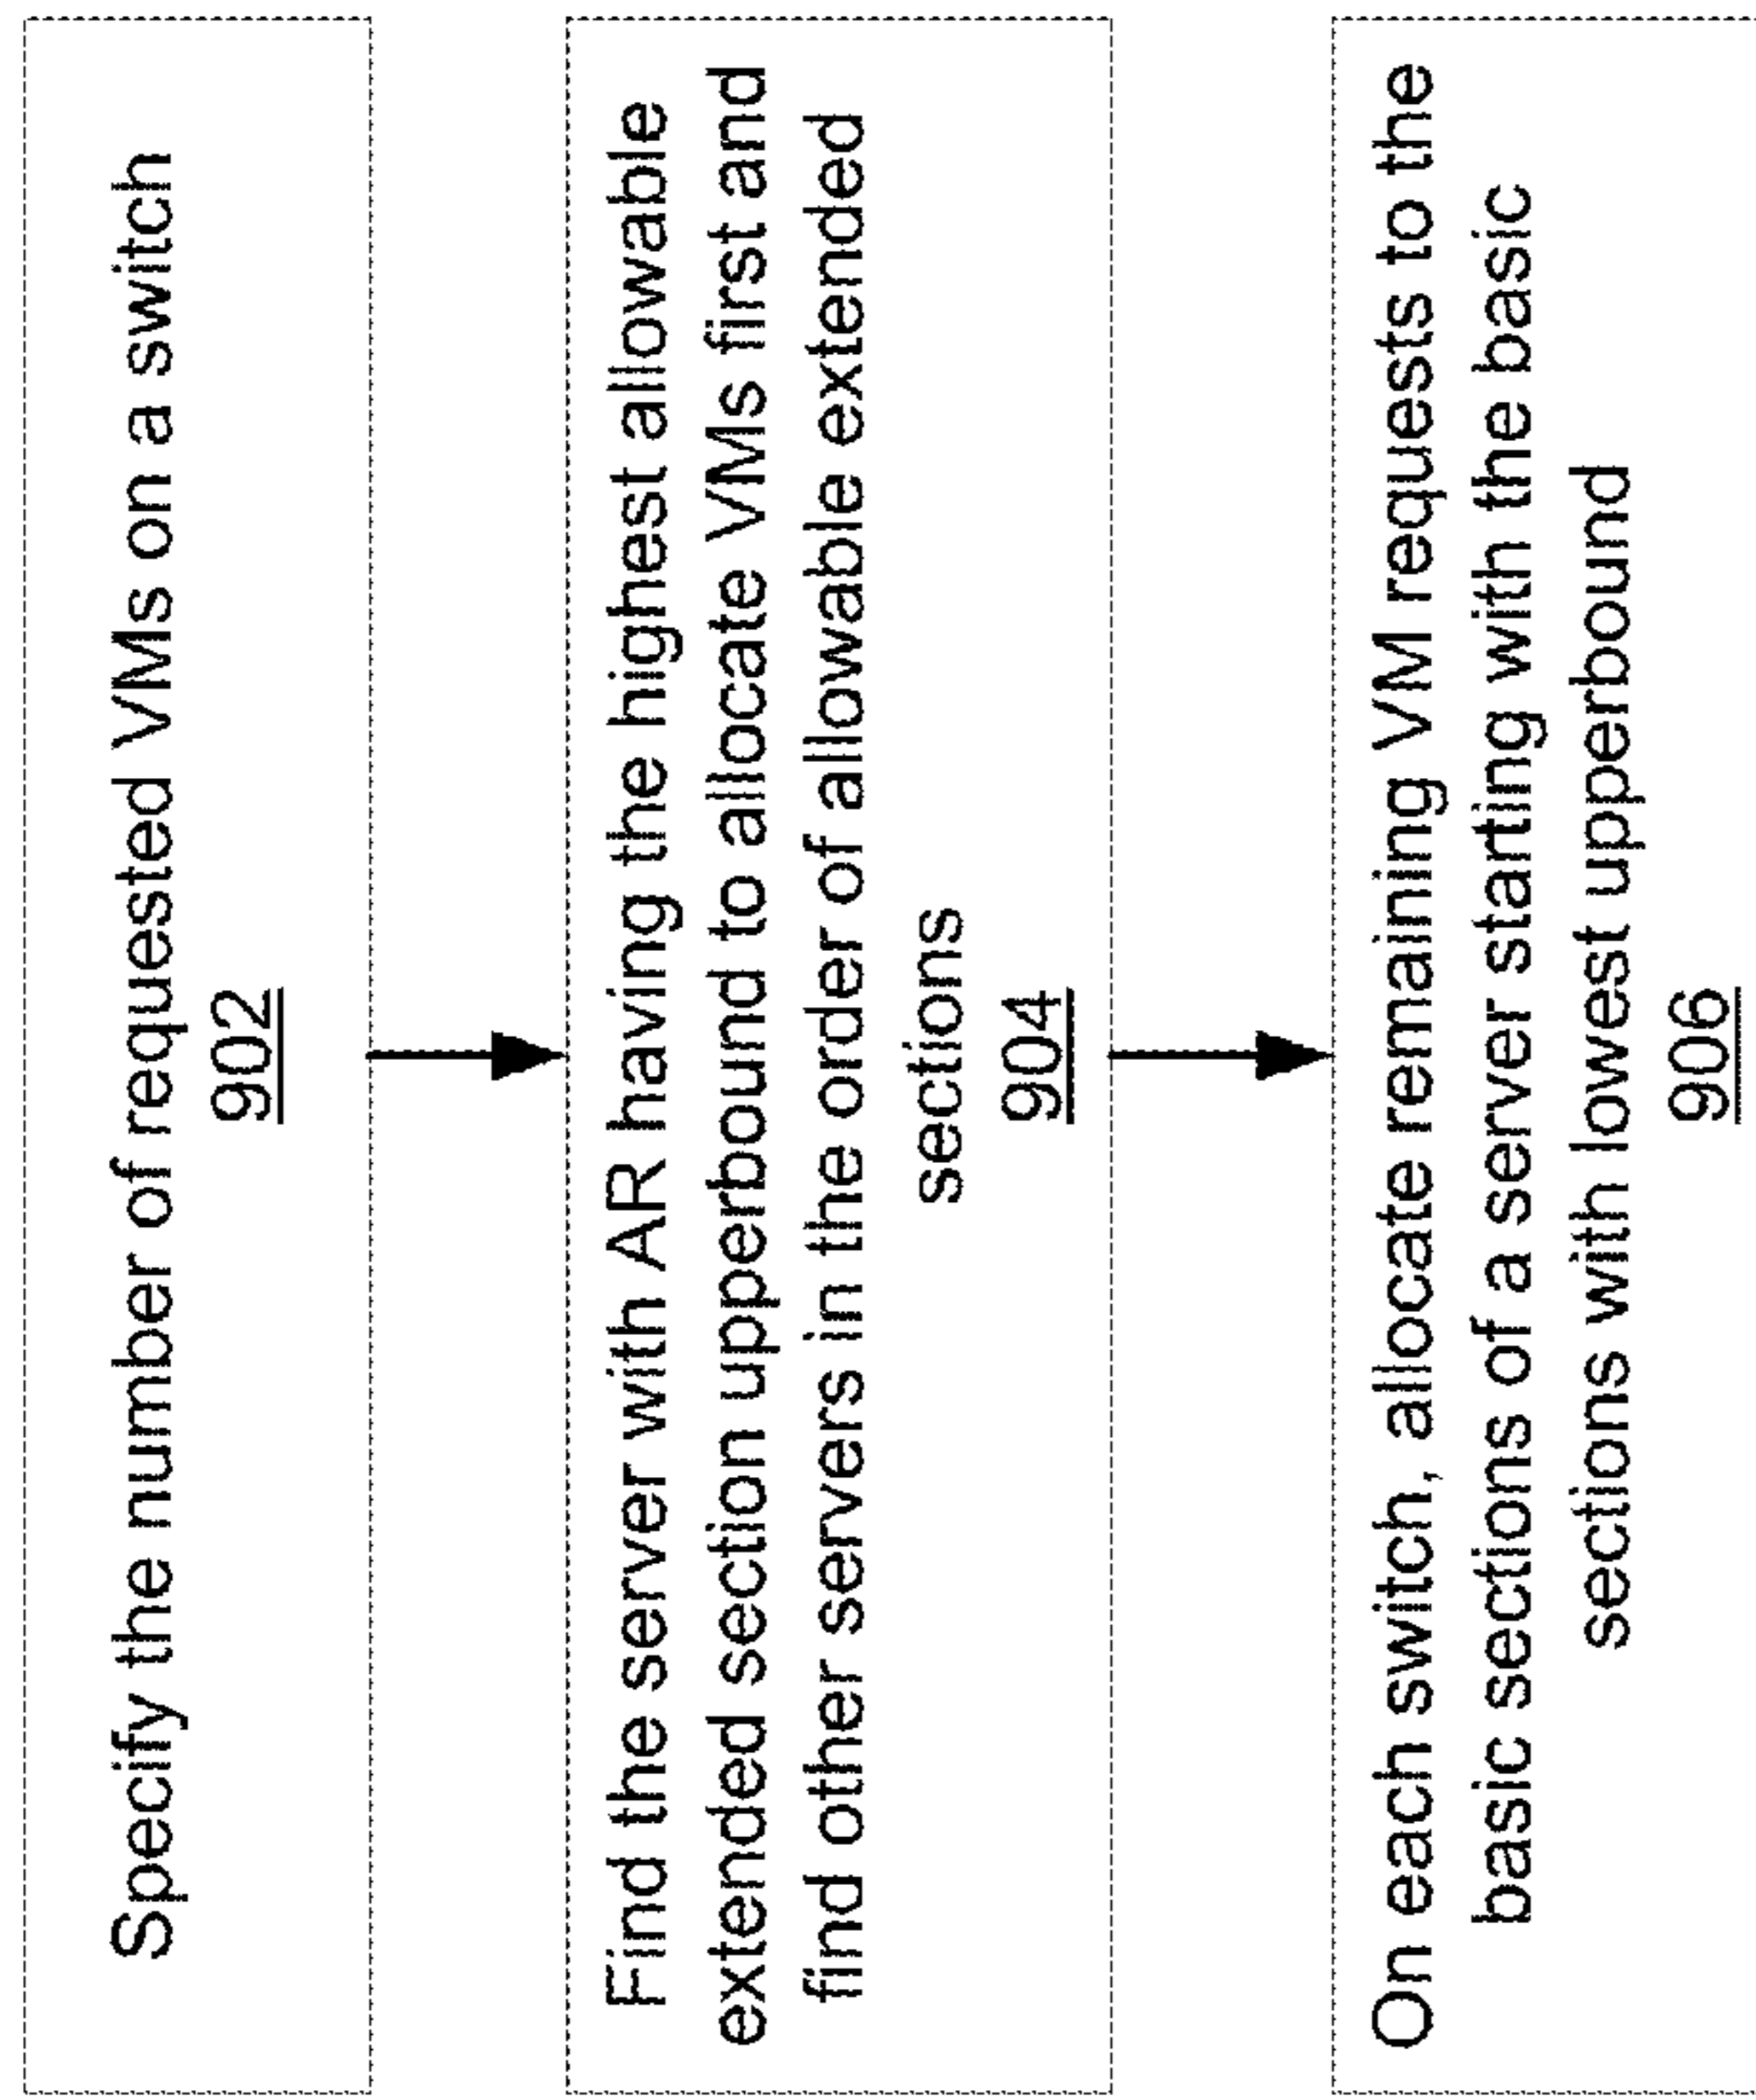 Specify the number of requested VMs on a switch
902
Find the server with AR having the highest allowable
extended section upperbound to allocate VMs first and
find other servers in the order of allowable extended
sections
904
On each switch, allocate remaining VM requests to the
basic sections of a server starting with the basic
sections with lowest upperbound
906